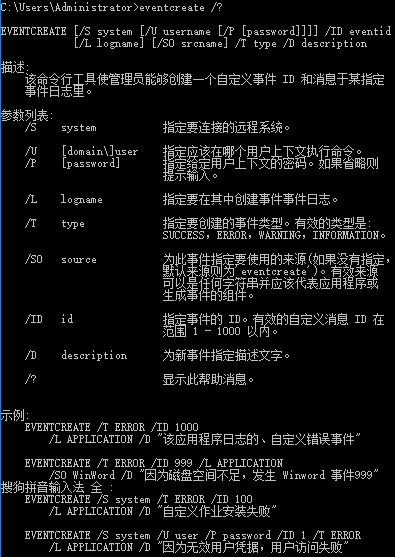 C:\Users\Administrator>eventcreate /?
EVENTCREATE [/S system [/U username [/P [password]]]] /ID eventid
[/L logname] [/SO srcname] /T type /D description
描述:
该命令行工具使管理员能够创建一个自定义事件 ID 和消息于某指定
事件日志里。
参数列表:
/S system 指定要连接的远程系统。
/U [domain\]user 指定应该在哪个用户上下文执行命令。
/P [password] 指定给定用户上下文的密码。如果省略则
提示输入。
/L logname 指定要在其中创建事件事件日志。
/T type 指定要创建的事件类型。有效的类型是:
SUCCESS, ERROR, WARNING, INFORMATION。
/SO source 为此事件指定要使用的来源(如果没有指定,
默认来源则为'eventcreate')。有效来源
可以是任何字符串并应该代表应用程序或
生成事件的组件。
/ID id 指定事件的 ID。有效的自定义消息 ID 在
范围 1 - 1000 以内。
/D description 为新事件指定描述文字。
/? 显示此帮助消息。
示例:
EVENTCREATE /T ERROR /ID 1000
/L APPLICATION /D "该应用程序日志的、自定义错误事件"
EVENTCREATE /T ERROR /ID 999 /L APPLICATION
/SO WinWord /D "因为磁盘空间不足,发生 Winword 事件999"
搜狗拼音输入法 全 :
EVENTCREATE /S system /T ERROR /ID 100
/L APPLICATION /D "自定义作业安装失败"
EVENTCREATE /S system /U user /P password /ID 1 /T ERROR
/L APPLICATION /D "因为无效用户凭据,用户访问失败"